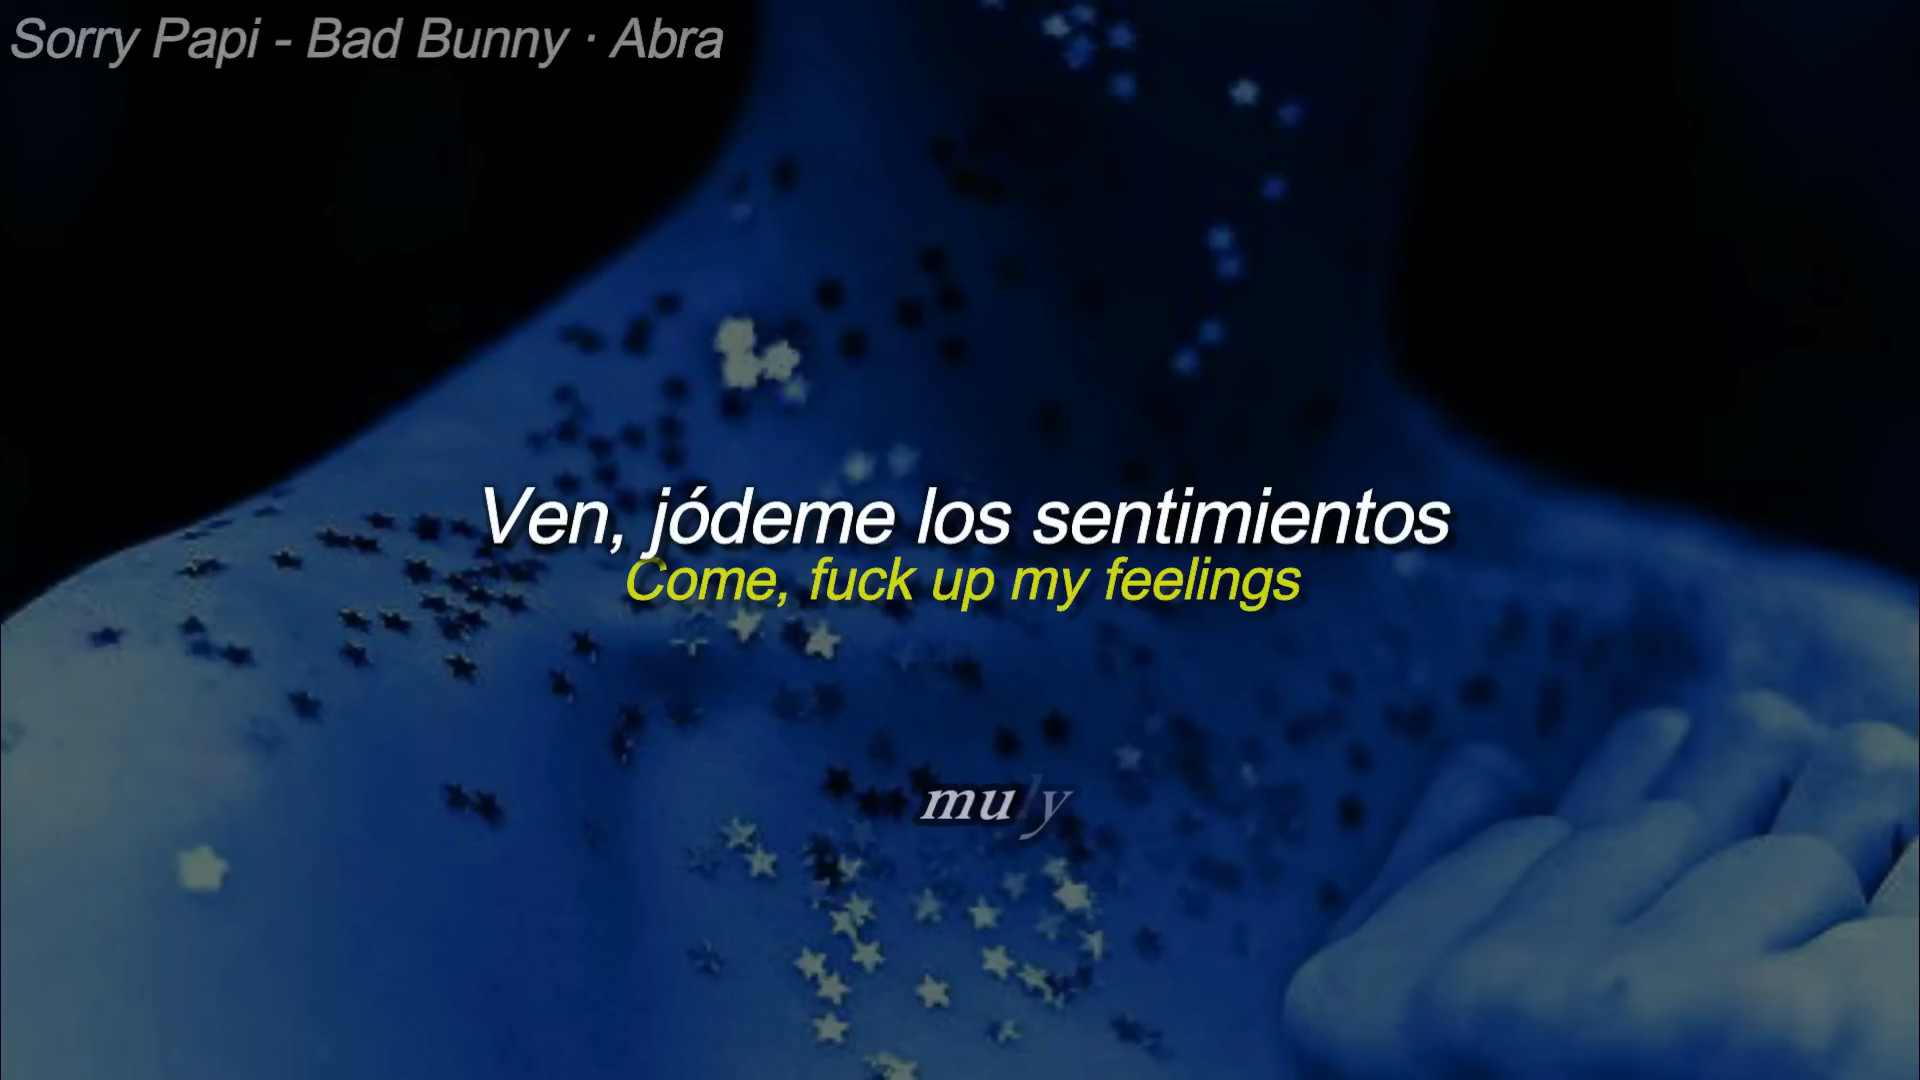 Sorry Papi - Bad Bunny · Abra
Ven, jódeme los sentimientos
Come, fuck up my feelings
muly